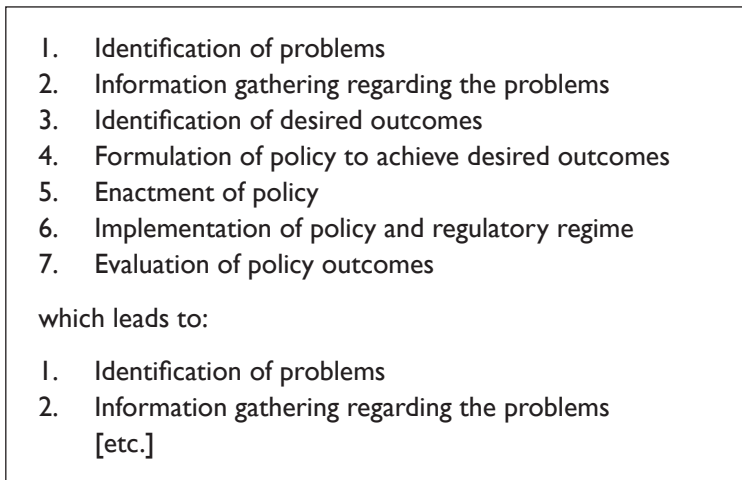 1. Identification of problems
2. Information gathering regarding the problems
3. Identification of desired outcomes
4. Formulation of policy to achieve desired outcomes
5. Enactment of policy
6. Implementation of policy and regulatory regime
7. Evaluation of policy outcomes
which leads to:
1. Identification of problems
2. Information gathering regarding the problems
[etc.]